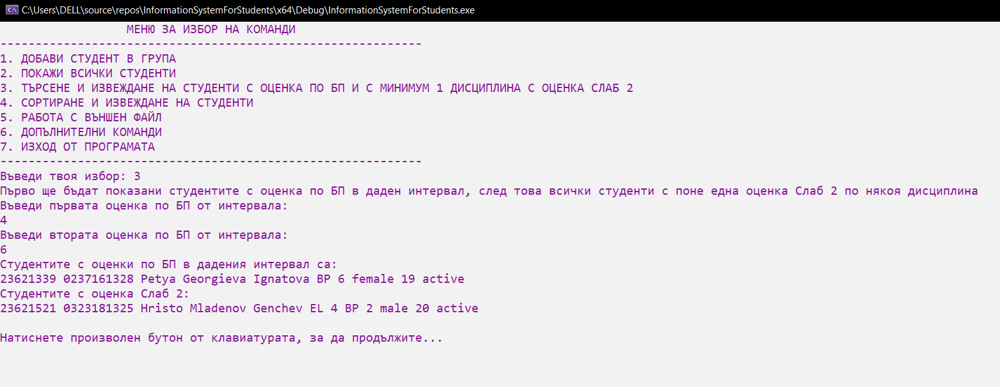 C:\Users\DELL\source\repos\InformationSystemForStudents\x64\Debug\InformationSystemForStudents.exe
МЕНЮ ЗА ИЗБОР НА КОМАНДИ
------------------------------------------------------------
1. ДОБАВИ СТУДЕНТ В ГРУПА
2. ПОКАЖИ ВСИЧКИ СТУДЕНТИ
3. ТЪРСЕНЕ И ИЗВЕЖДАНЕ НА СТУДЕНТИ С ОЦЕНКА ПО БП И С МИНИМУМ 1 ДИСЦИПЛИНА С ОЦЕНКА СЛАБ 2
4. СОРТИРАНЕ И ИЗВЕЖДАНЕ НА СТУДЕНТИ
5. РАБОТА С ВЪНШЕН ФАЙЛ
6. ДОПЪЛНИТЕЛНИ КОМАНДИ
7. ИЗХОД ОТ ПРОГРАМАТА
------------------------------------------------------------
Въведи твоя избор: 3
Първо ще бъдат показани студентите с оценка по БП в даден интервал, след това всички студенти с поне една оценка Слаб 2 по някоя дисциплина
Въведи първата оценка по БП от интервала:
4
Въведи втората оценка по БП от интервала:
6
Студентите с оценки по БП в дадения интервал са:
23621339 0237161328 Petya Georgieva Ignatova BP 6 female 19 active
Студентите с оценка Слаб 2:
23621521 0323181325 Hristo Mladenov Genchev EL 4 BP 2 male 20 active
Натиснете произволен бутон от клавиатурата, за да продължите...